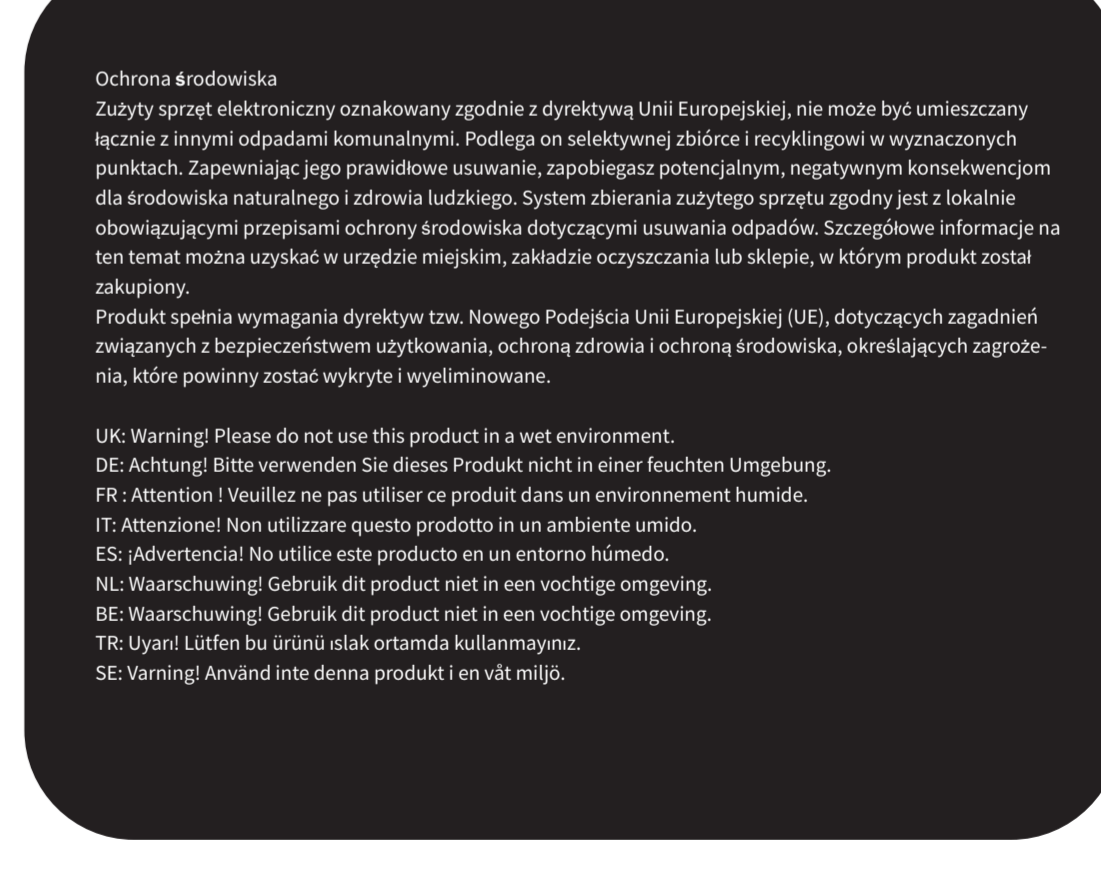 Ochrona środowiska
Zużyty sprzęt elektroniczny oznakowany zgodnie z dyrektywą Unii Europejskiej, nie może być umieszczany
łącznie z innymi odpadami komunalnymi. Podlega on selektywnej zbiórce i recyklingowi w wyznaczonych
punktach. Zapewniając jego prawidłowe usuwanie, zapobiegasz potencjalnym, negatywnym konsekwencjom
dla środowiska naturalnego i zdrowia ludzkiego. System zbierania zużytego sprzętu zgodny jest z lokalnie
obowiązującymi przepisami ochrony środowiska dotyczącymi usuwania odpadów. Szczegółowe informacje na
ten temat można uzyskać w urzędzie miejskim, zakładzie oczyszczania lub sklepie, w którym produkt został
zakupiony.
Produkt spełnia wymagania dyrektyw tzw. Nowego Podejścia Unii Europejskiej (UE), dotyczących zagadnień
związanych z bezpieczeństwem użytkowania, ochroną zdrowia i ochroną środowiska, określających zagroże-
nia, które powinny zostać wykryte i wyeliminowane.
UK: Warning! Please do not use this product in a wet environment.
DE: Achtung! Bitte verwenden Sie dieses Produkt nicht in einer feuchten Umgebung.
FR : Attention ! Veuillez ne pas utiliser ce produit dans un environnement humide.
IT: Attenzione! Non utilizzare questo prodotto in un ambiente umido.
ES: ¡Advertencia! No utilice este producto en un entorno húmedo.
NL: Waarschuwing! Gebruik dit product niet in een vochtige omgeving.
BE: Waarschuwing! Gebruik dit product niet in een vochtige omgeving.
TR: Uyarı! Lütfen bu ürünü ıslak ortamda kullanmayınız.
SE: Varning! Använd inte denna produkt i en våt miljö.